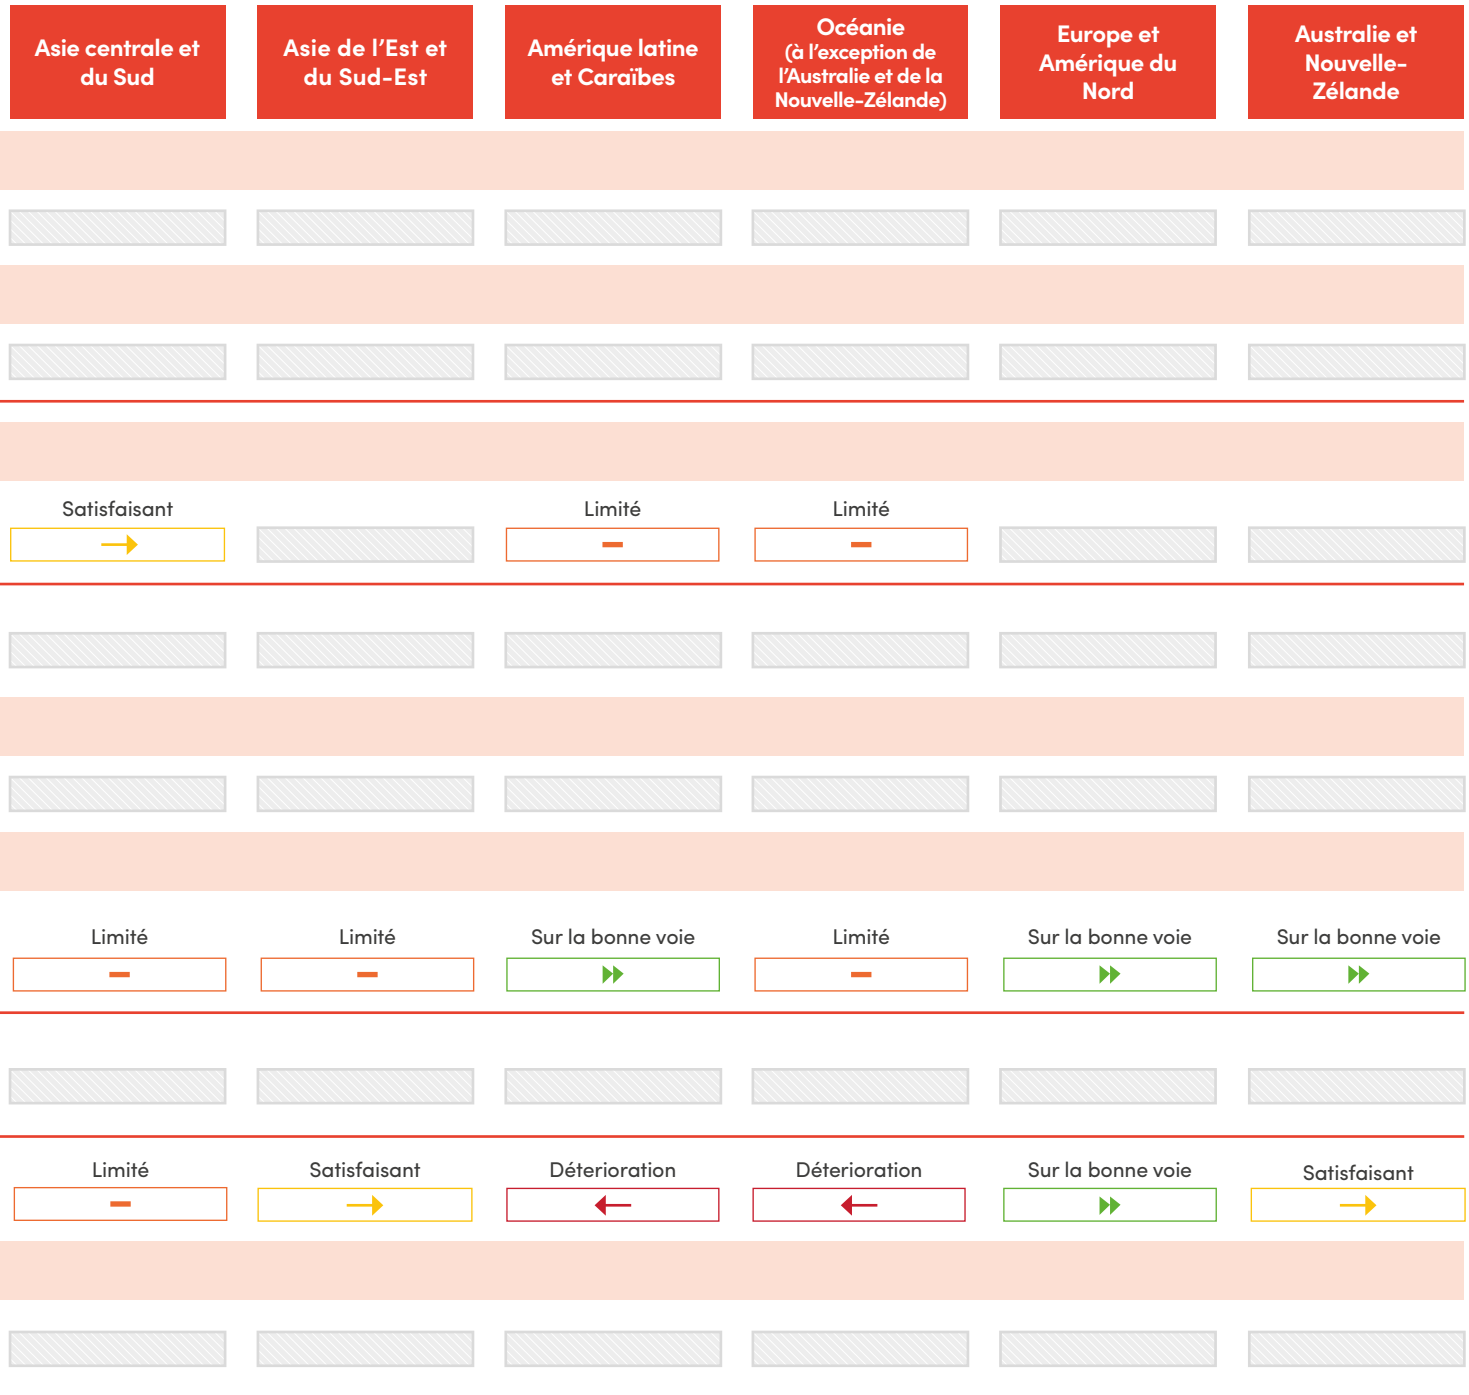 Asie centrale et
du Sud
Asie de l'Est et
du Sud-Est
Amérique latine
et Caraïbes
Océanie
(à l'exception de
l'Australie et de la
Nouvelle-Zélande)
Europe et
Amérique du
Nord
Australie et
Nouvelle-
Zélande
Satisfaisant
Limité
Limité
Limité
Limité
Sur la bonne voie
Limité
Sur la bonne voie
Sur la bonne voie
Limité
Satisfaisant
Déterioration
Déterioration
Sur la bonne voie
Satisfaisant